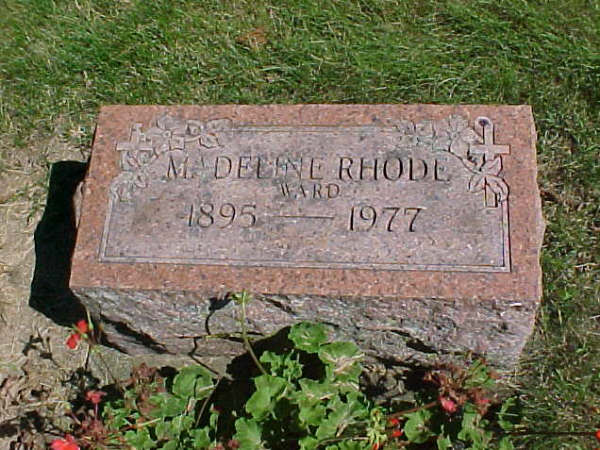 MADELINE RHODE
WARD
1895 — 1977